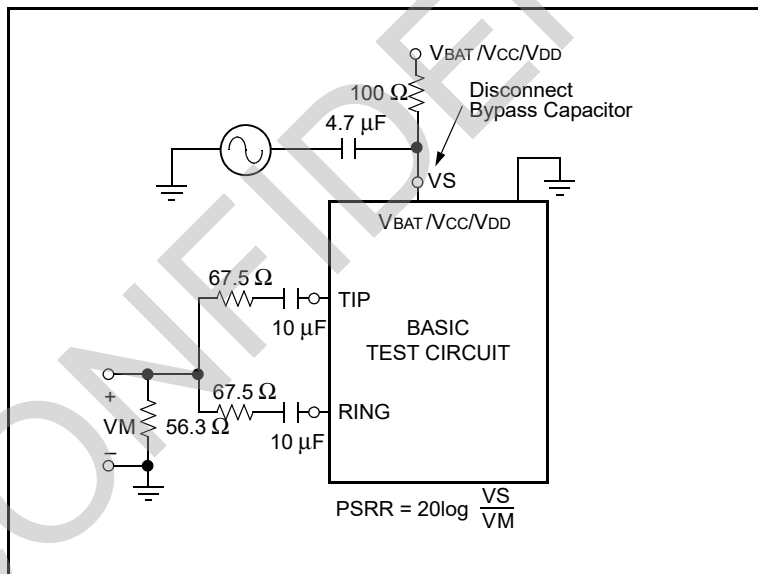 VBAT/VCC/VDD
100 Ω
Disconnect
Bypass Capacitor
4.7 µF
VS
VBAT/VCC/VDD
67.5 Ω
TIP
10 µF
BASIC
TEST CIRCUIT
67.5 Ω
+
RING
VM
56.3 Ω
10 µF
–
PSRR = 20log VS/VM
ONFIDE